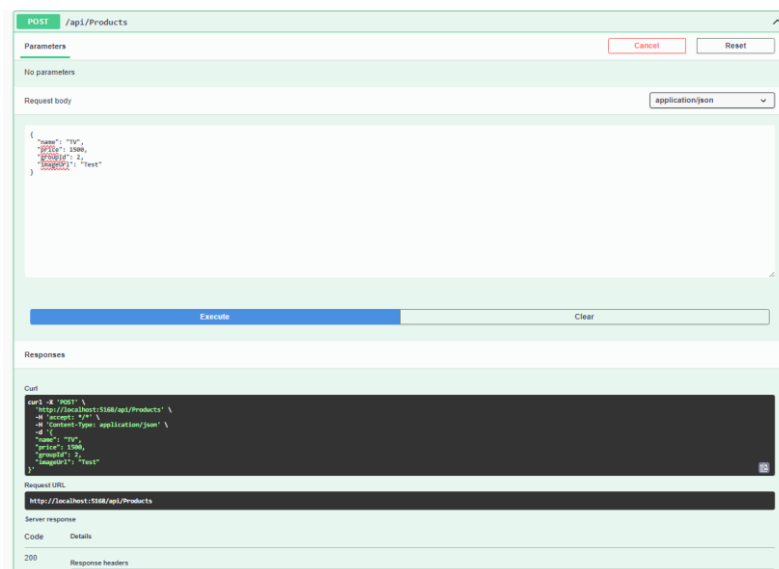 POST /api/Products
Parameters
Cancel
Reset
No parameters
Request body
application/json
{
"name": "TV",
"price": 1500,
"groupId": 2,
"imageUrl": "Test"
}
Execute
Clear
Responses
Curl
curl -X 'POST' \
'http://localhost:5168/api/Products' \
-H 'accept: */*' \
-H 'Content-Type: application/json' \
-d '{
"name": "TV",
"price": 1500,
"groupId": 2,
"imageUrl": "Test"
}'
Request URL
http://localhost:5168/api/Products
Server response
Code Details
200
Response headers